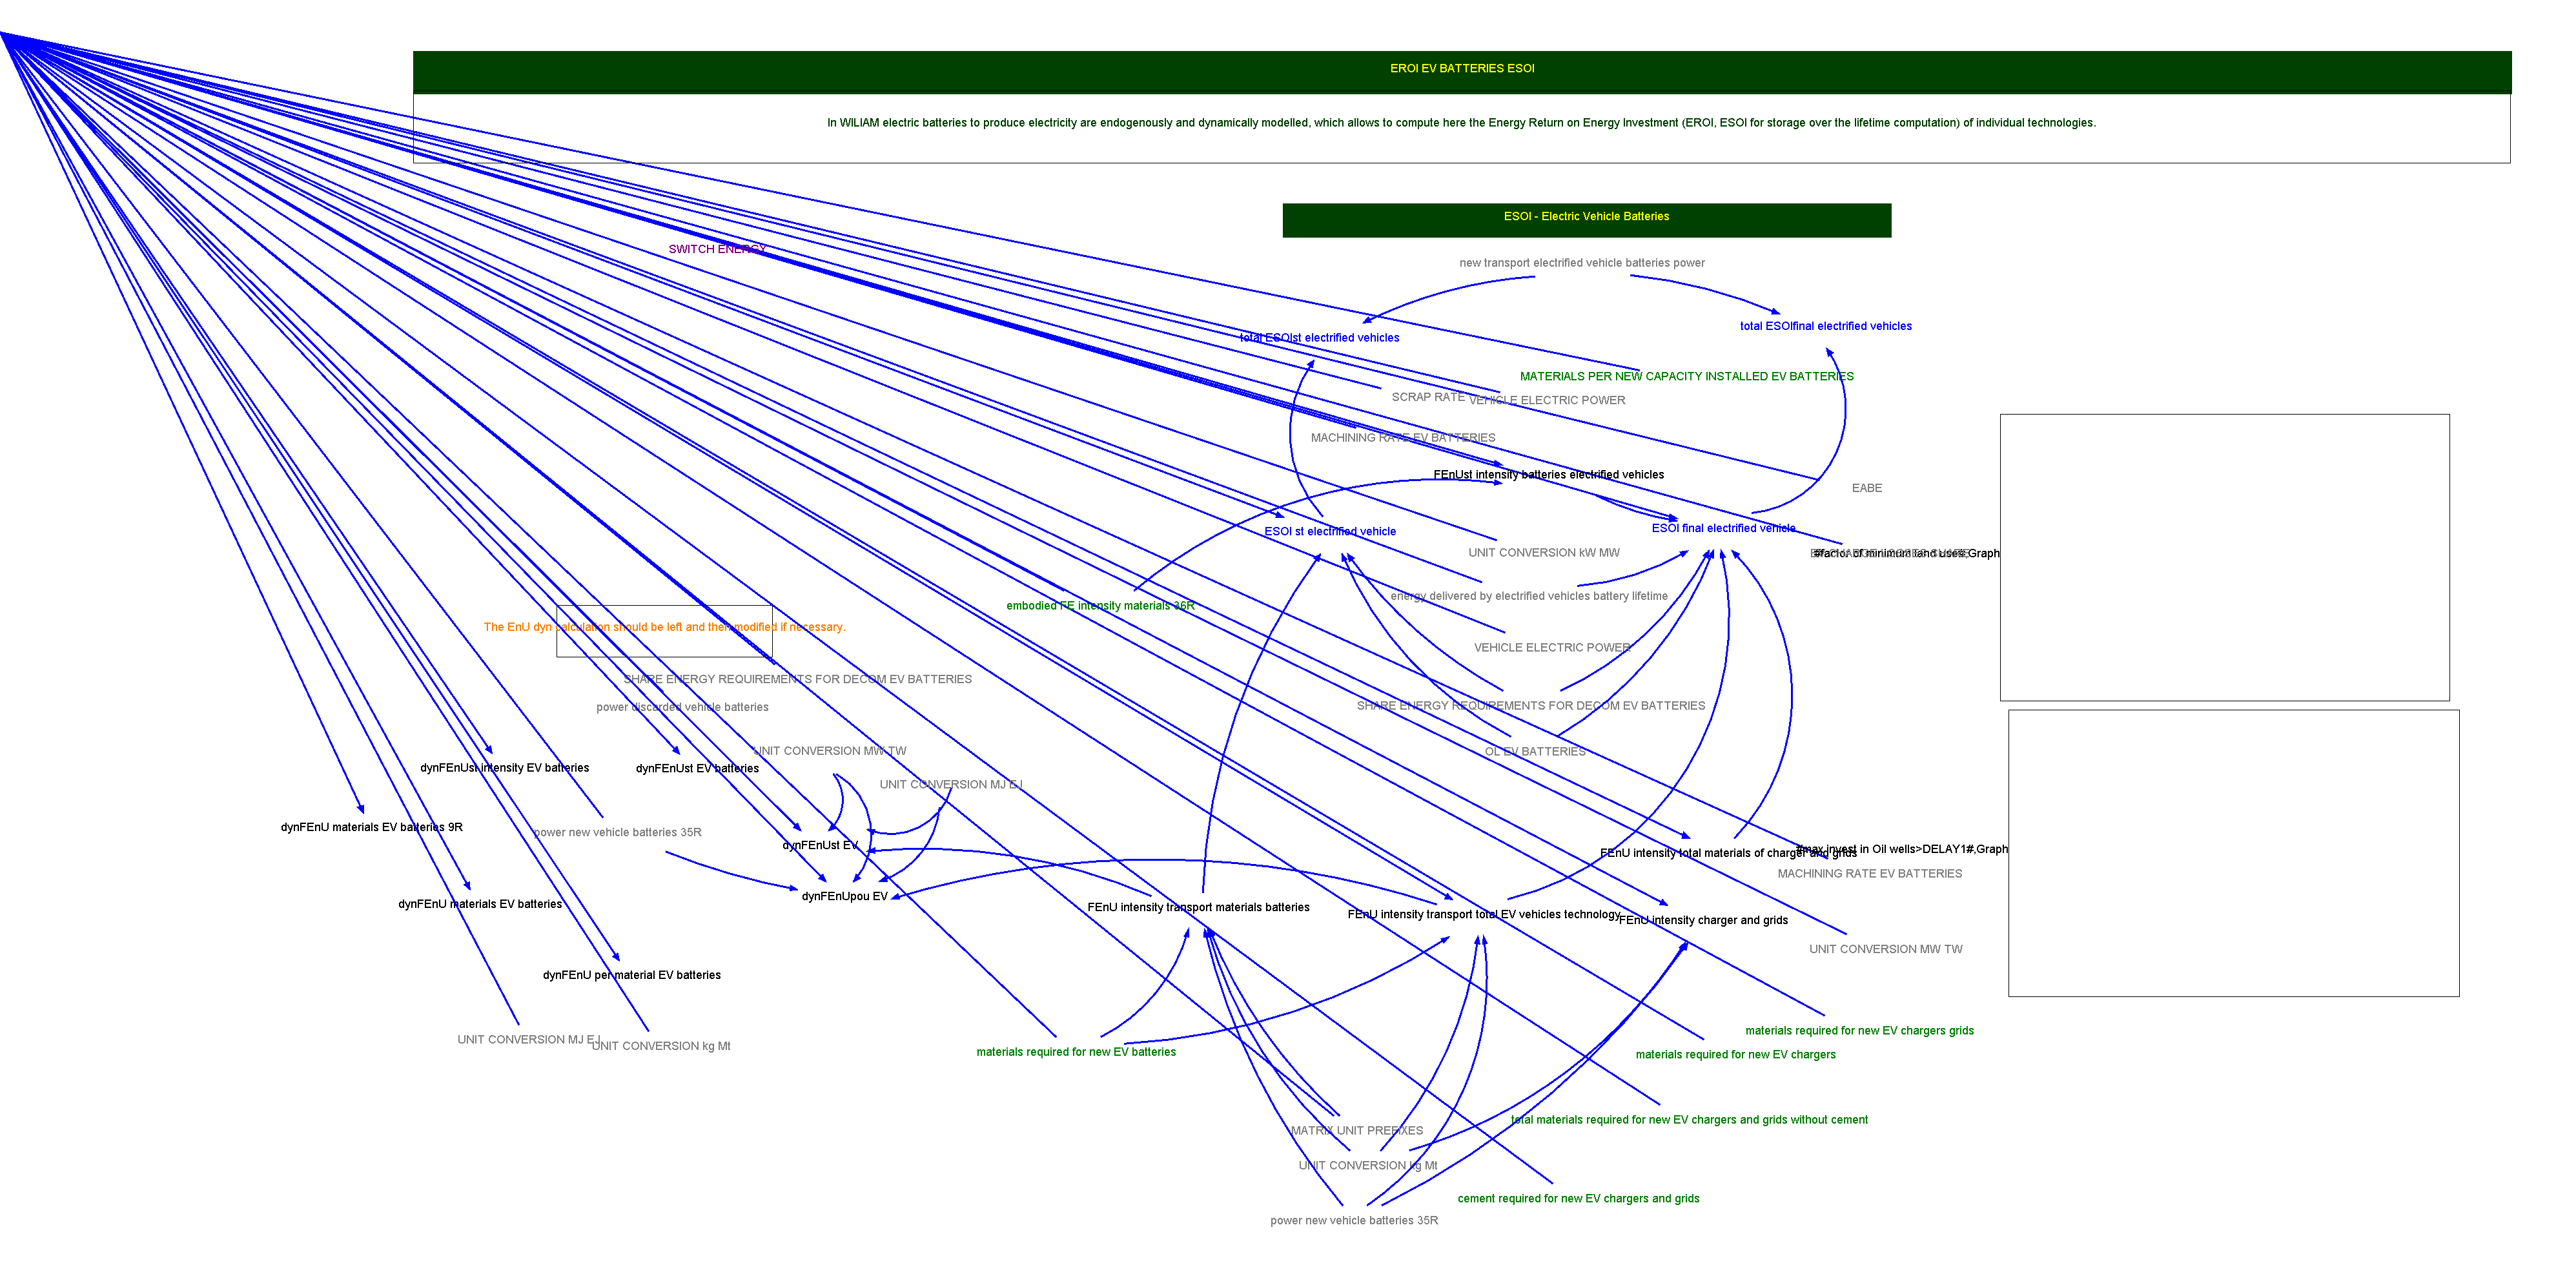 EROI EV BATTERIES ESOI
In WILIAM electric batteries to produce electricity are endogenously and dynamically modelled, which allows to compute here the Energy Return on Energy Investment (EROI, ESOI for storage over the lifetime computation) of individual technologies.
ESOI - Electric Vehicle Batteries
SWITCH ENERGY
new transport electrified vehicle batteries power
total ESOIfinal electrified vehicles
total ESOIst electrified vehicles
MATERIALS PER NEW CAPACITY INSTALLED EV BATTERIES
SCRAP RATE
VEHICLE ELECTRIC POWER
MACHINING RATE EV BATTERIES
FEnUst intensity batteries electrified vehicles
EABE
ESOI st electrified vehicle
ESOI final electrified vehicle
UNIT CONVERSION kW MW
#factor of minimum land uses, Graph
energy delivered by electrified vehicles battery lifetime
embodied FE intensity materials 36R
The EnU dyn calculation should be left and then modified if necessary.
VEHICLE ELECTRIC POWER
SHARE ENERGY REQUIREMENTS FOR DECOM EV BATTERIES
power discarded vehicle batteries
SHARE ENERGY REQUIREMENTS FOR DECOM EV BATTERIES
UNIT CONVERSION MW TW
OL EV BATTERIES
dynFEnUst intensity EV batteries
dynFEnUst EV batteries
UNIT CONVERSION MJ EJ
dynFEnU materials EV batteries 9R
power new vehicle batteries 35R
dynFEnUst EV
FEnU intensity total materials of charger and grids
#max invest in Oil wells>DELAY1#,Graph
MACHINING RATE EV BATTERIES
dynFEnUpou EV
dynFEnU materials EV batteries
FEnU intensity transport materials batteries
FEnU intensity transport total EV vehicles technology
FEnU intensity charger and grids
UNIT CONVERSION MW TW
dynFEnU per material EV batteries
materials required for new EV chargers grids
UNIT CONVERSION MJ EJ
UNIT CONVERSION kg Mt
materials required for new EV batteries
materials required for new EV chargers
total materials required for new EV chargers and grids without cement
MATRIX UNIT PREFIXES
UNIT CONVERSION kg Mt
cement required for new EV chargers and grids
power new vehicle batteries 35R